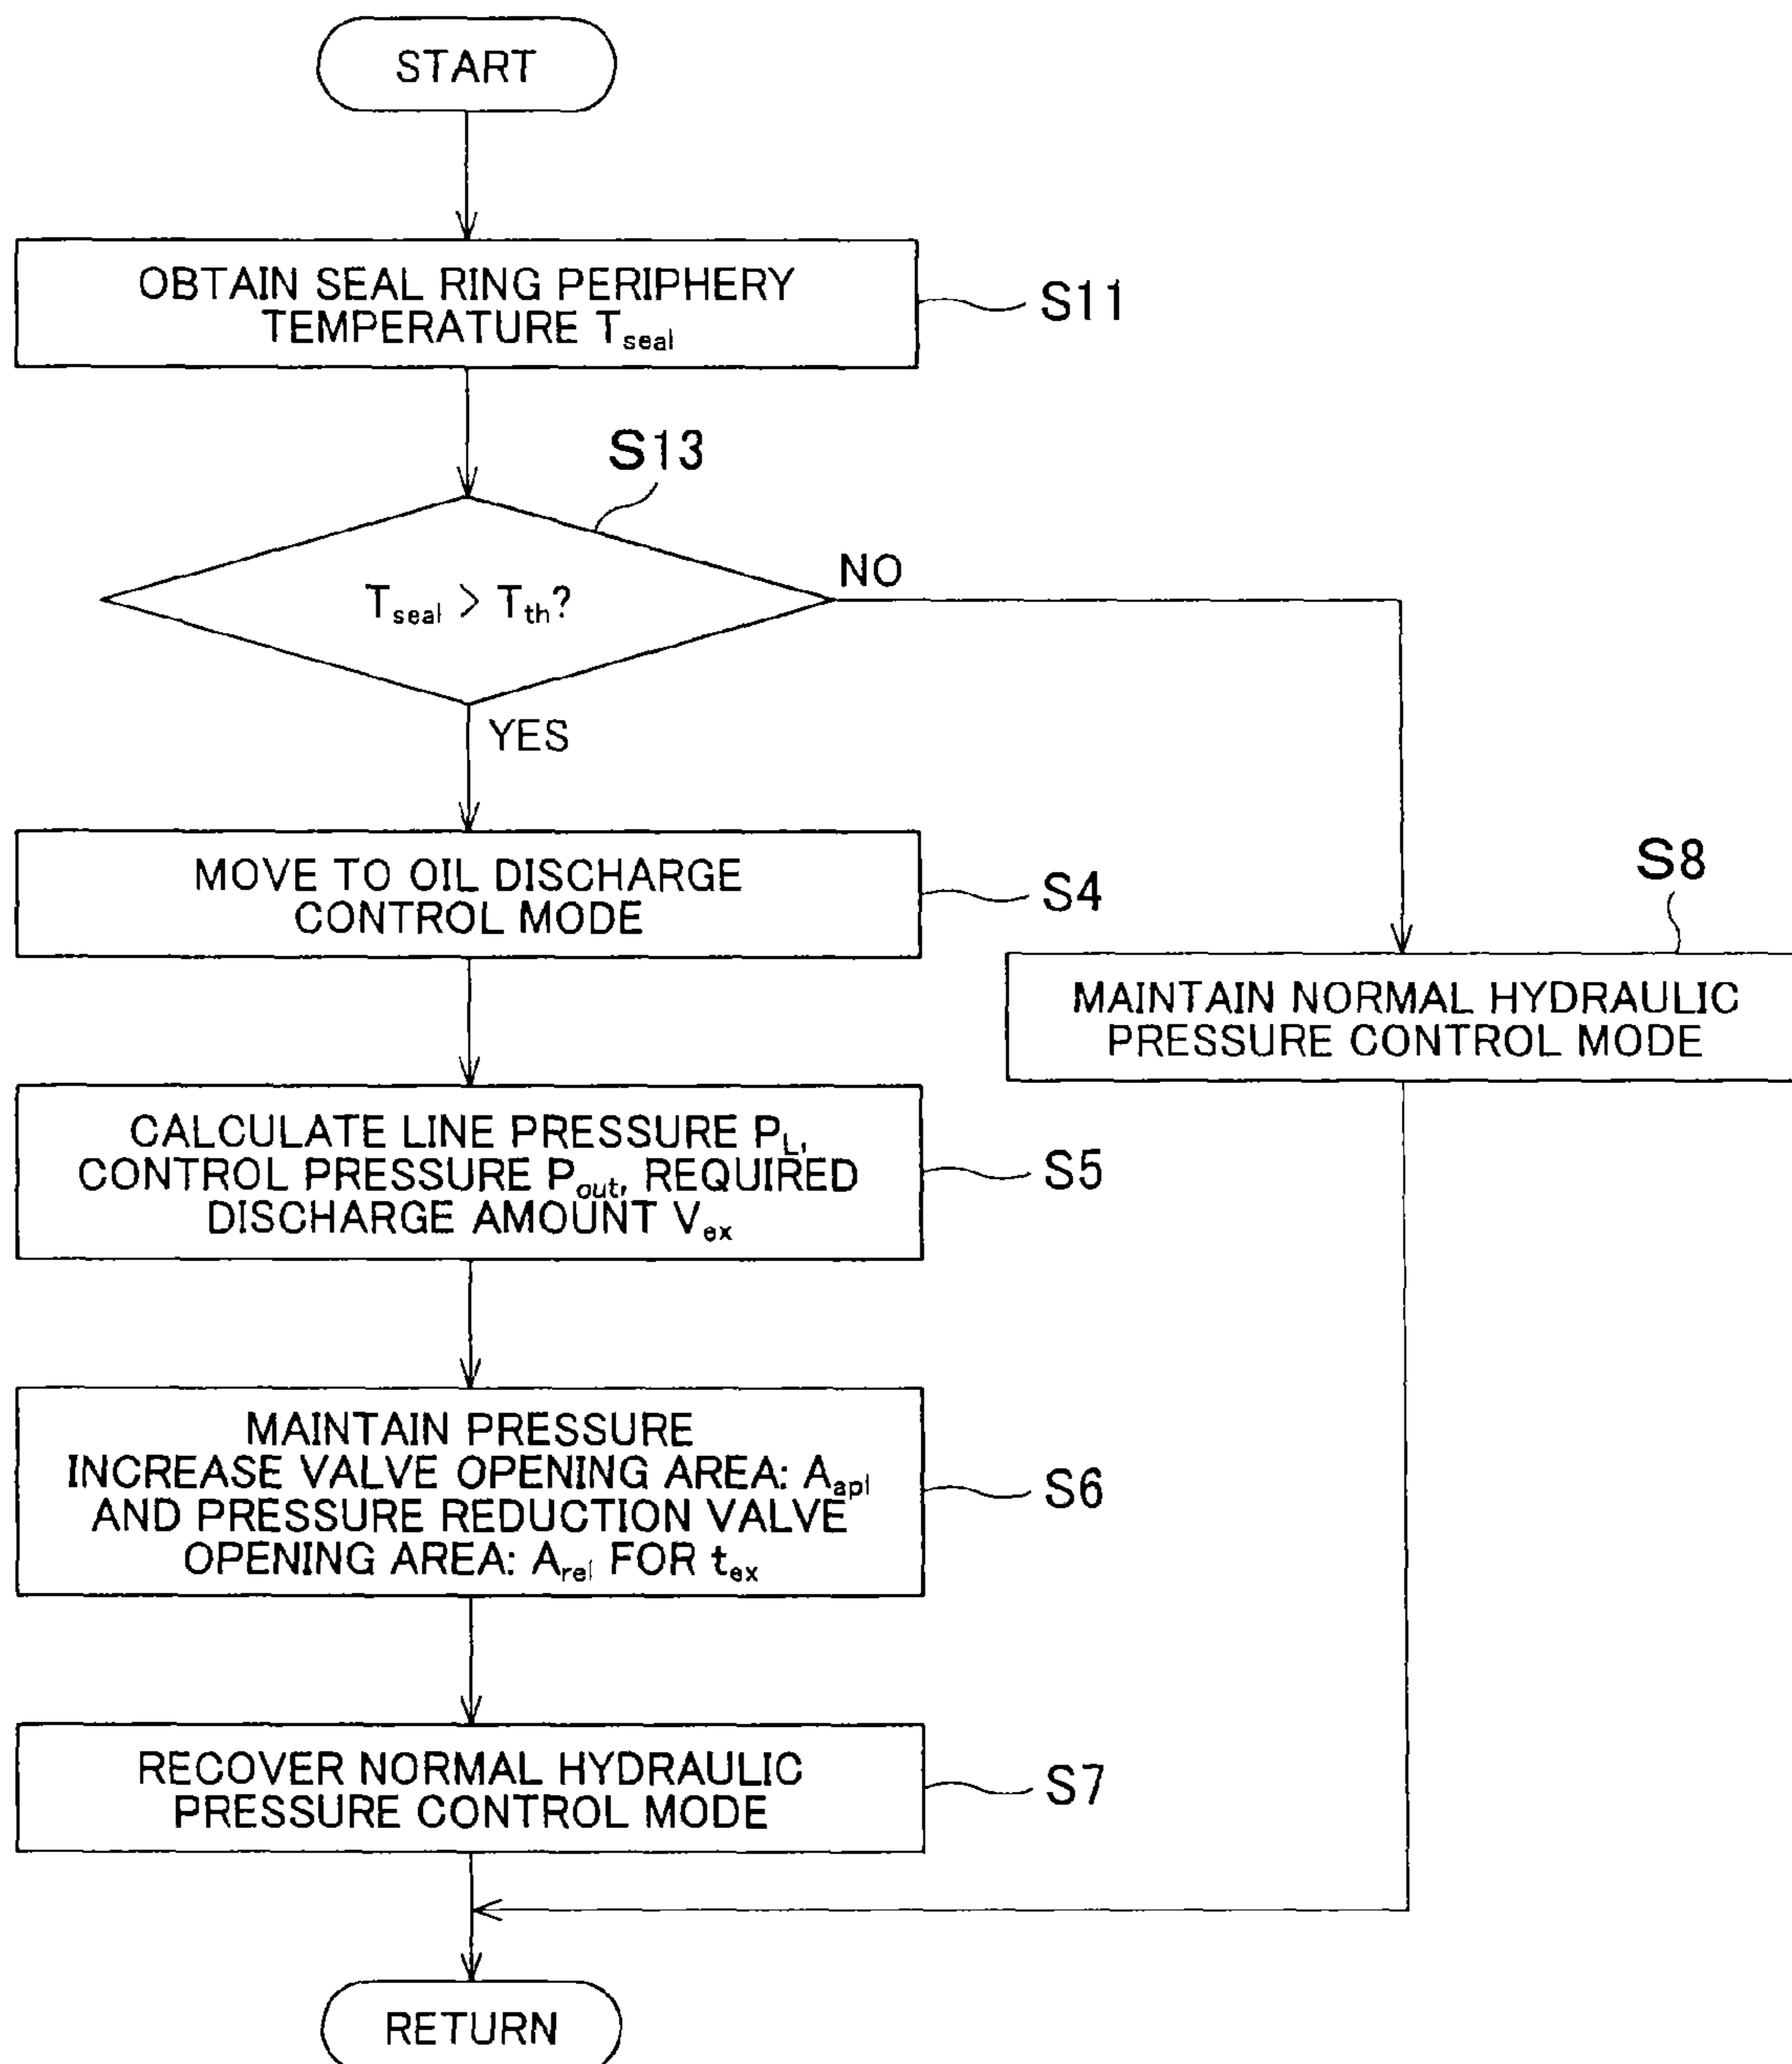 START
OBTAIN SEAL RING PERIPHERY
TEMPERATURE Tseal
S11
S13
Tseal > Tth?
NO
YES
MOVE TO OIL DISCHARGE
CONTROL MODE
S4
S8
MAINTAIN NORMAL HYDRAULIC
PRESSURE CONTROL MODE
CALCULATE LINE PRESSURE PL,
CONTROL PRESSURE Pout, REQUIRED
DISCHARGE AMOUNT Vex
S5
MAINTAIN PRESSURE
INCREASE VALVE OPENING AREA: Aapl
AND PRESSURE REDUCTION VALVE
OPENING AREA: Arel FOR tex
S6
RECOVER NORMAL HYDRAULIC
PRESSURE CONTROL MODE
S7
RETURN